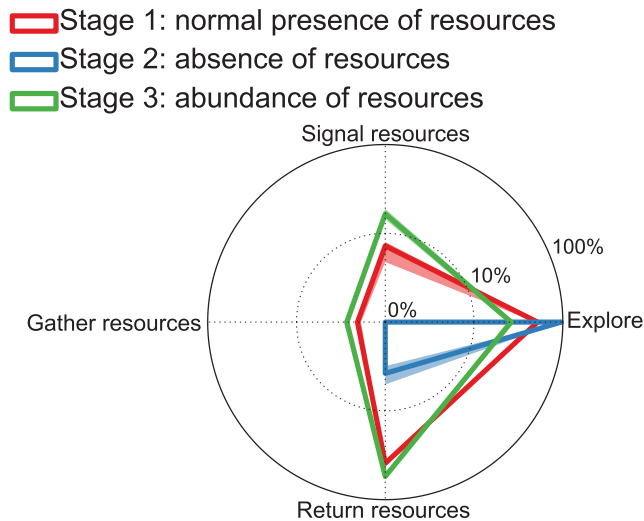 Stage 1: normal presence of resources
Stage 2: absence of resources
Stage 3: abundance of resources
Signal resources
100%
10%
0%
Gather resources
Explore
Return resources